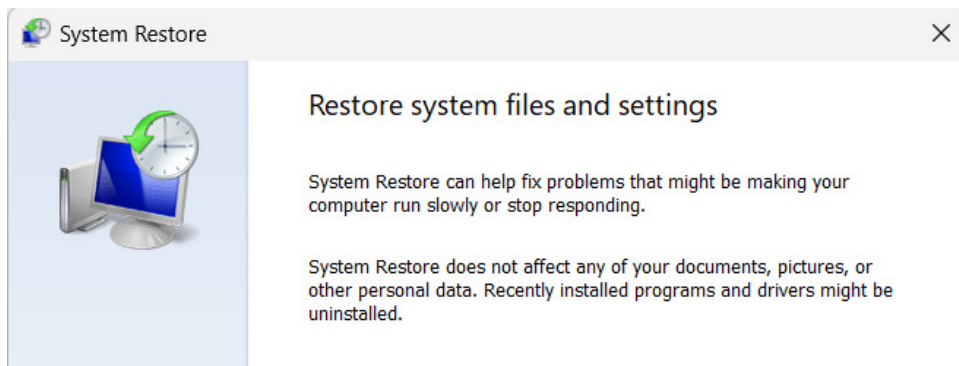 System Restore
Restore system files and settings
System Restore can help fix problems that might be making your
computer run slowly or stop responding.
System Restore does not affect any of your documents, pictures, or
other personal data. Recently installed programs and drivers might be
uninstalled.